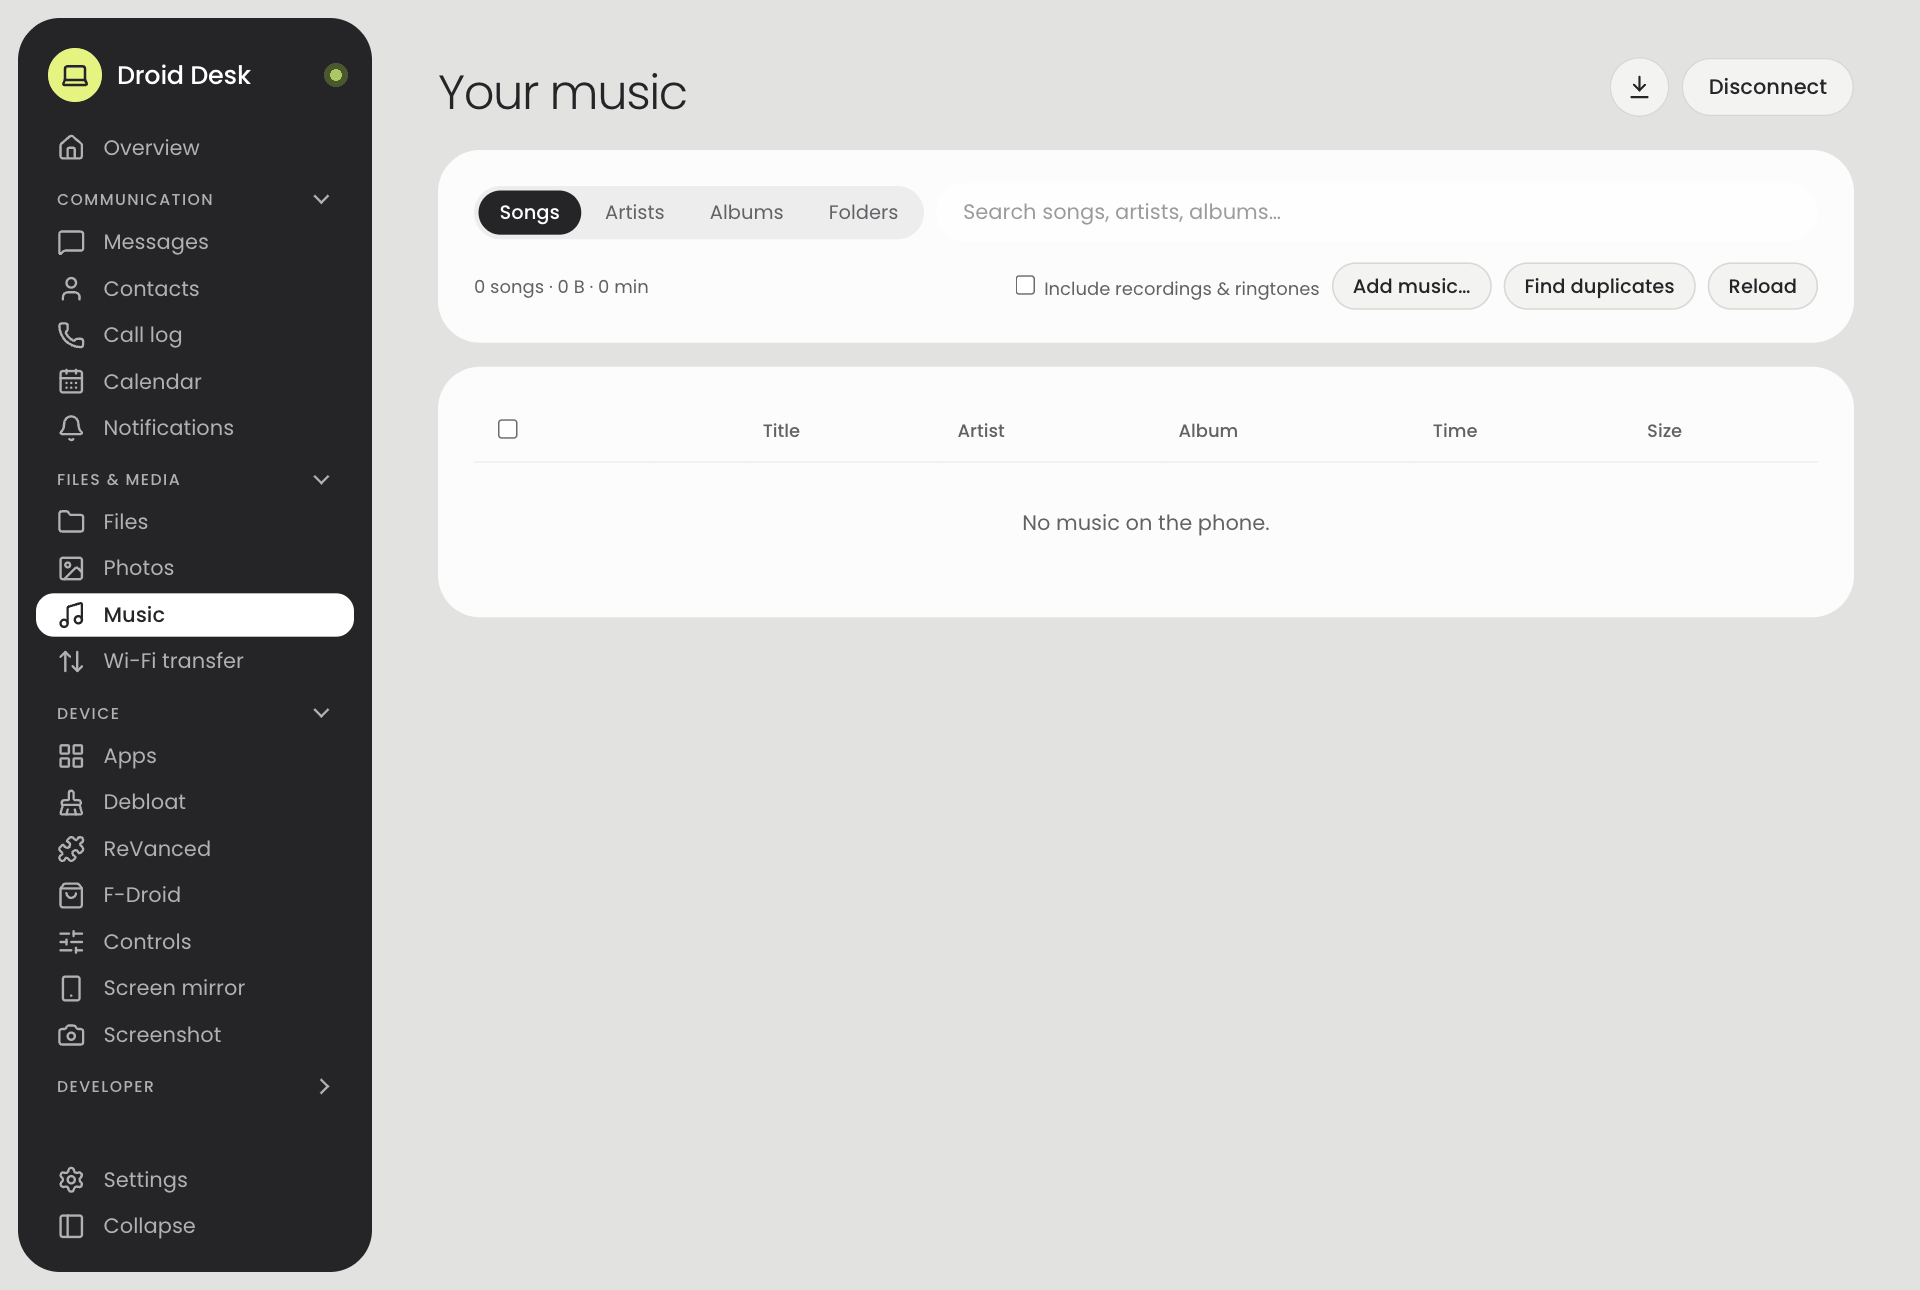 Droid Desk
Overview
COMMUNICATION
Messages
Contacts
Call log
Calendar
Notifications
FILES & MEDIA
Files
Photos
Music
Wi-Fi transfer
DEVICE
Apps
Debloat
ReVanced
F-Droid
Controls
Screen mirror
Screenshot
DEVELOPER
Settings
Collapse
Your music
Disconnect
Songs Artists Albums Folders Search songs, artists, albums...
0 songs · 0 B · 0 min Include recordings & ringtones Add music... Find duplicates Reload
Title Artist Album Time Size
No music on the phone.